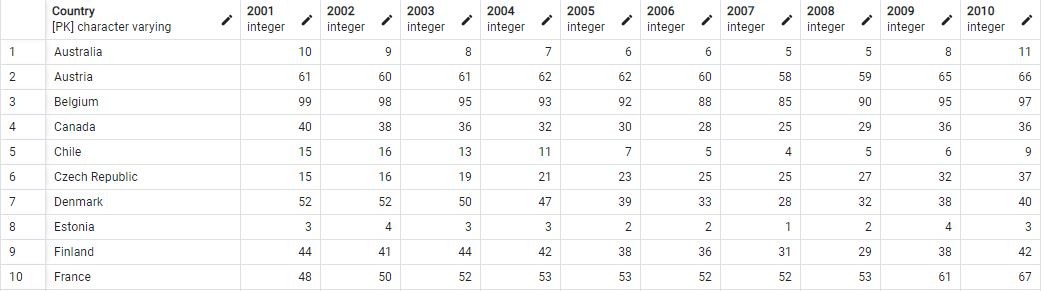 Country 2001 2002 2003 2004 2005 2006 2007 2008 2009 2010
[PK] character varying integer integer integer integer integer integer integer integer integer integer
1 Australia 10 9 8 7 6 6 5 5 8 11
2 Austria 61 60 61 62 62 60 58 59 65 66
3 Belgium 99 98 95 93 92 88 85 90 95 97
4 Canada 40 38 36 32 30 28 25 29 36 36
5 Chile 15 16 13 11 7 5 4 5 6 9
6 Czech Republic 15 16 19 21 23 25 25 27 32 37
7 Denmark 52 52 50 47 39 33 28 32 38 40
8 Estonia 3 4 3 3 2 2 1 2 4 3
9 Finland 44 41 44 42 38 36 31 29 38 42
10 France 48 50 52 53 53 52 52 53 61 67